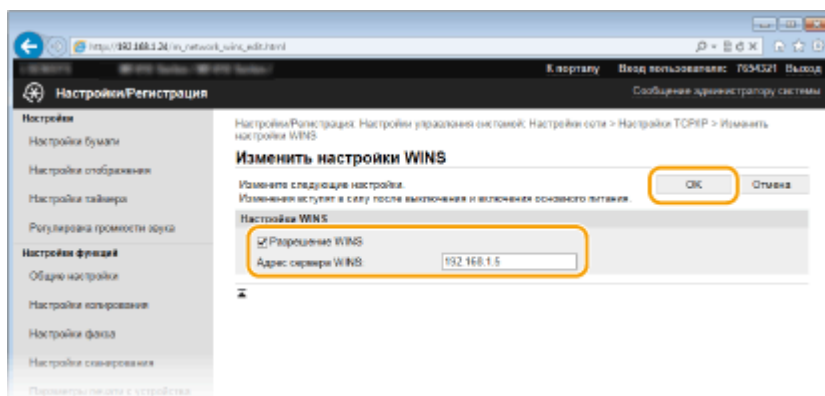 http://192.168.1.24/m_network_wins_edit.html
К порталу Вход пользователя: 7654321 Выход
Настройки/Регистрация
Сообщение администратору системы
Настройки
Настройки бумаги
Настройки отображения
Настройки таймера
Регулировка громкости звука
Настройки функций
Общие настройки
Настройки копирования
Настройки факса
Настройки сканирования
Параметры печати с устройства
Настройки/Регистрация: Настройки управления системой: Настройки сети > Настройки TCP/IP > Изменить
настройки WINS
Изменить настройки WINS
OK Отмена
Измените следующие настройки.
Изменения вступят в силу после выключения и включения основного питания.
Настройки WINS
Разрешение WINS
Адрес сервера WINS: 192.168.1.5